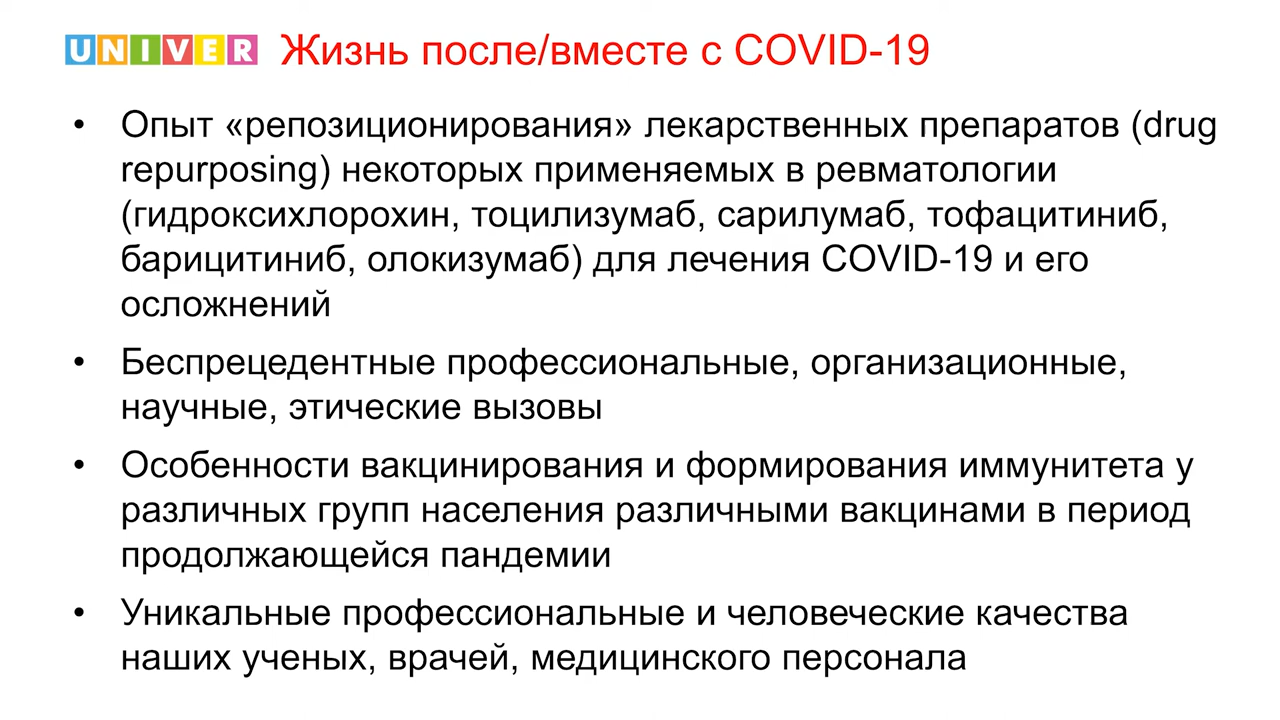 UNIVER Жизнь после/вместе с COVID-19
• Опыт «репозиционирования» лекарственных препаратов (drug
repurposing) некоторых применяемых в ревматологии
(гидроксихлорохин, тоцилизумаб, сарилумаб, тофацитиниб,
барицитиниб, олокизумаб) для лечения COVID-19 и его
осложнений
• Беспрецедентные профессиональные, организационные,
научные, этические вызовы
• Особенности вакцинирования и формирования иммунитета у
различных групп населения различными вакцинами в период
продолжающейся пандемии
• Уникальные профессиональные и человеческие качества
наших ученых, врачей, медицинского персонала